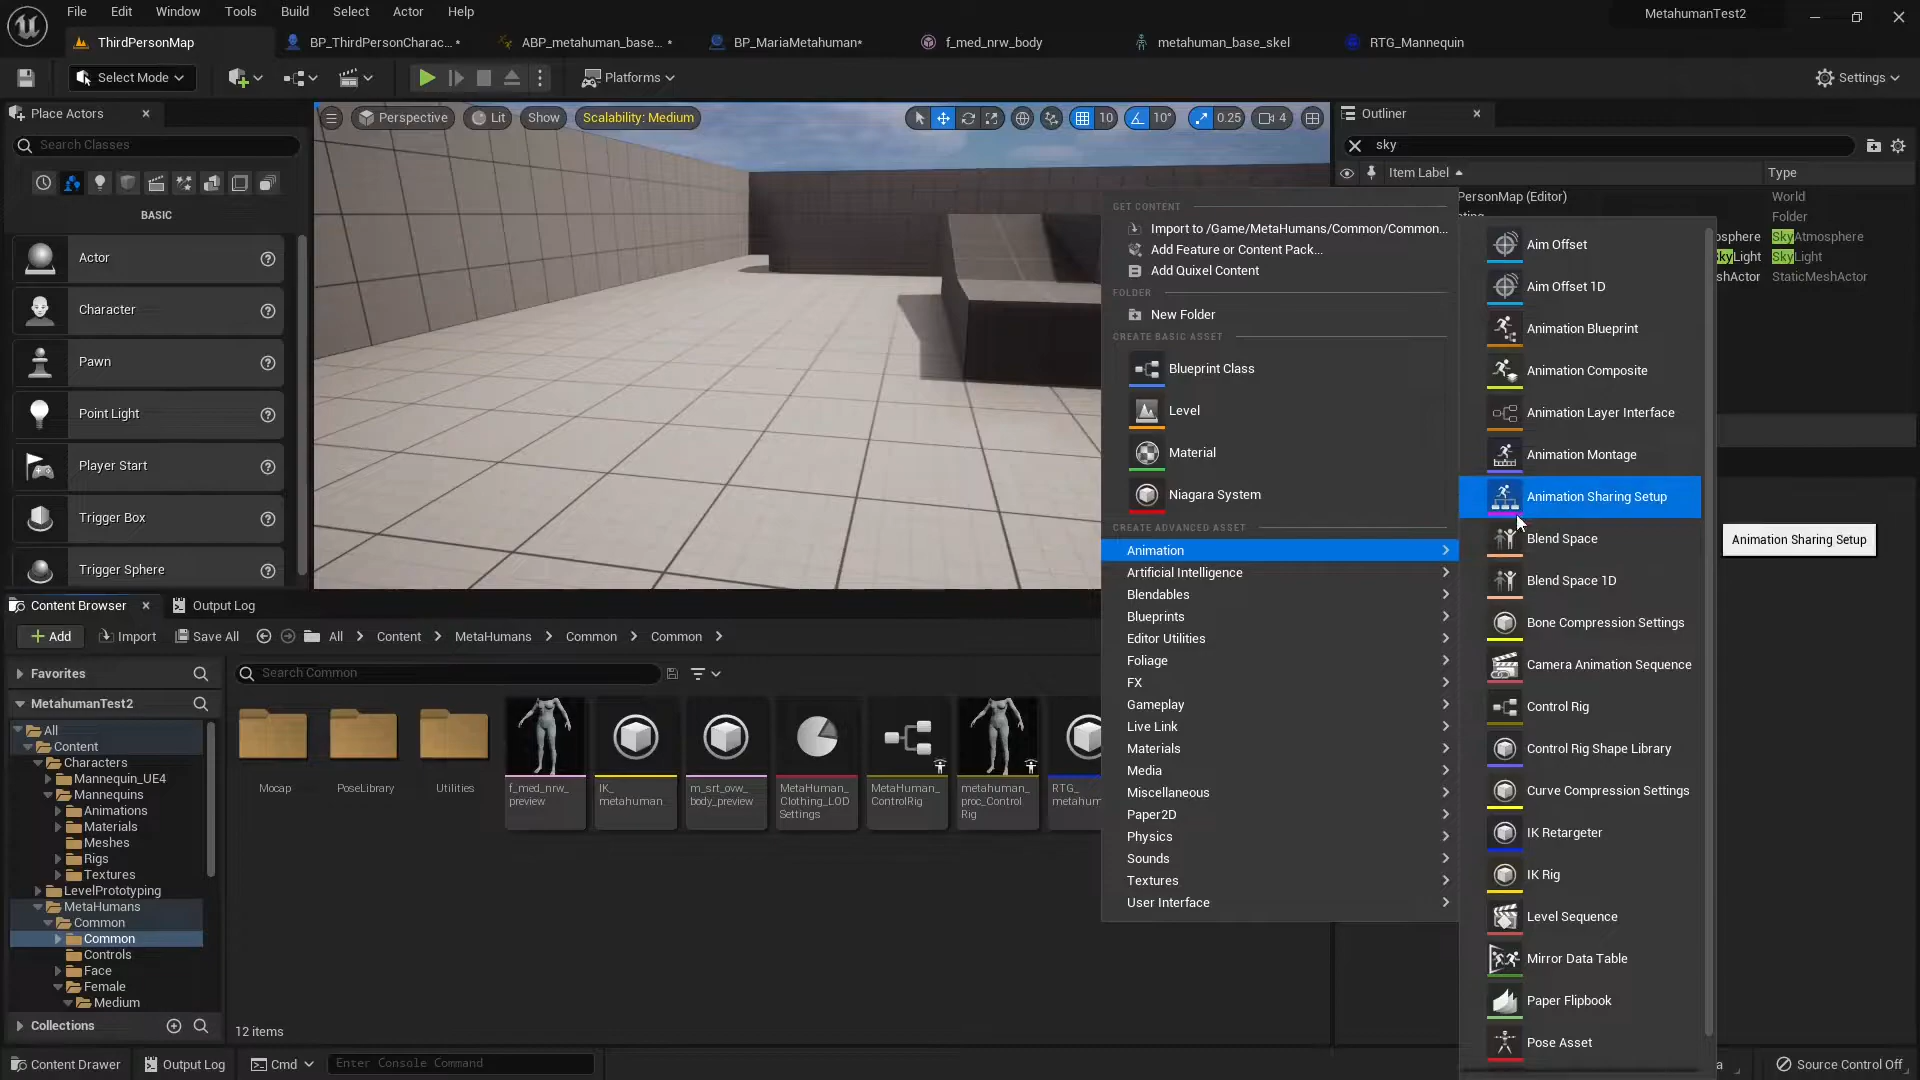 File Edit Window Tools Build Select Actor Help
MetahumanTest2
ThirdPersonMap
BP_ThirdPersonCharac... *
ABP_metahuman_base... *
BP_MariaMetahuman*
f_med_nrw_body
metahuman_base_skel
RTG_Mannequin
Select Mode
Platforms
Settings
Place Actors
Search Classes
BASIC
Actor
Character
Pawn
Point Light
Player Start
Trigger Box
Trigger Sphere
Perspective
Lit
Show
Scalability: Medium
10
10°
0.25
4
Outliner
sky
Item Label
Type
PersonMap (Editor)
World
Folder
osphere
SkyAtmosphere
SkyLight
SkyLight
shActor
StaticMeshActor
GET CONTENT
Import to /Game/MetaHumans/Common/Common...
Add Feature or Content Pack...
Add Quixel Content
FOLDER
New Folder
CREATE BASIC ASSET
Blueprint Class
Level
Material
Niagara System
CREATE ADVANCED ASSET
Animation
Artificial Intelligence
Blendables
Blueprints
Editor Utilities
Foliage
FX
Gameplay
Live Link
Materials
Media
Miscellaneous
Paper2D
Physics
Sounds
Textures
User Interface
Aim Offset
Aim Offset 1D
Animation Blueprint
Animation Composite
Animation Layer Interface
Animation Montage
Animation Sharing Setup
Blend Space
Blend Space 1D
Bone Compression Settings
Camera Animation Sequence
Control Rig
Control Rig Shape Library
Curve Compression Settings
IK Retargeter
IK Rig
Level Sequence
Mirror Data Table
Paper Flipbook
Pose Asset
Animation Sharing Setup
Content Browser
Output Log
Add
Import
Save All
All
Content
MetaHumans
Common
Common
Favorites
MetahumanTest2
All
Content
Characters
Mannequin_UE4
Mannequins
Animations
Materials
Meshes
Rigs
Textures
LevelPrototyping
MetaHumans
Common
Common
Controls
Face
Female
Medium
Collections
Search Common
Mocap
PoseLibrary
Utilities
f_med_nrw_
preview
IK_
metahuman
m_srt_ovw_
body_preview
MetaHuman_
Clothing_LOD
Settings
MetaHuman_
ControlRig
metahuman_
proc_Control
Rig
RTG_
metahum
12 items
Content Drawer
Output Log
Cmd
Enter Console Command
Source Control Off